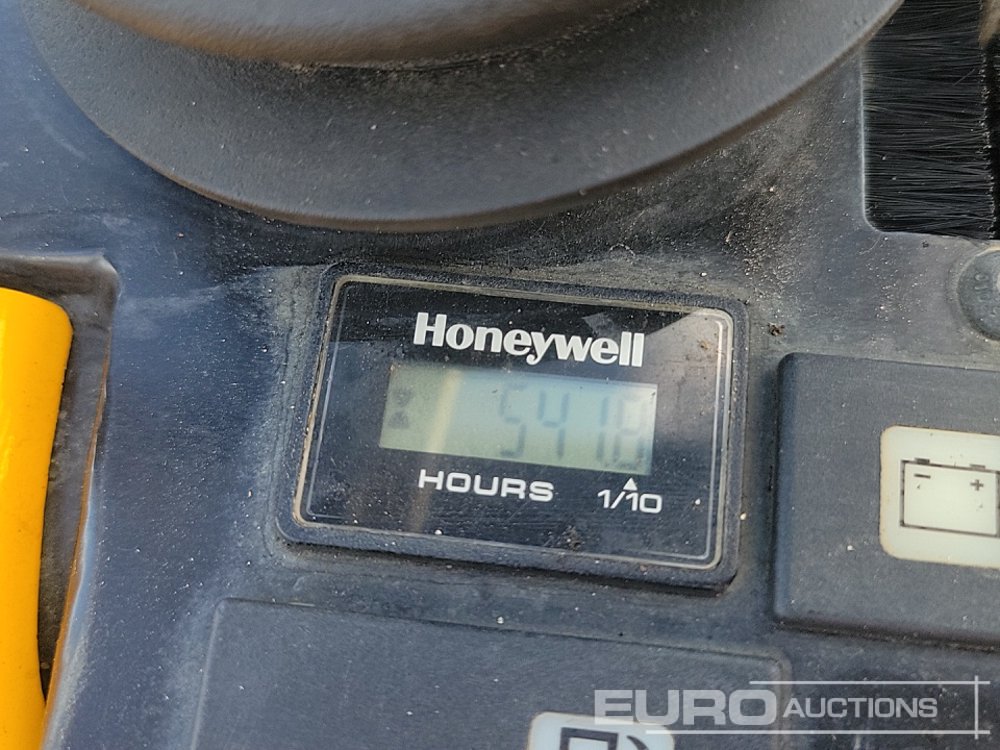 Honeywell
541.8
HOURS 1/10
- +
EURO AUCTIONS